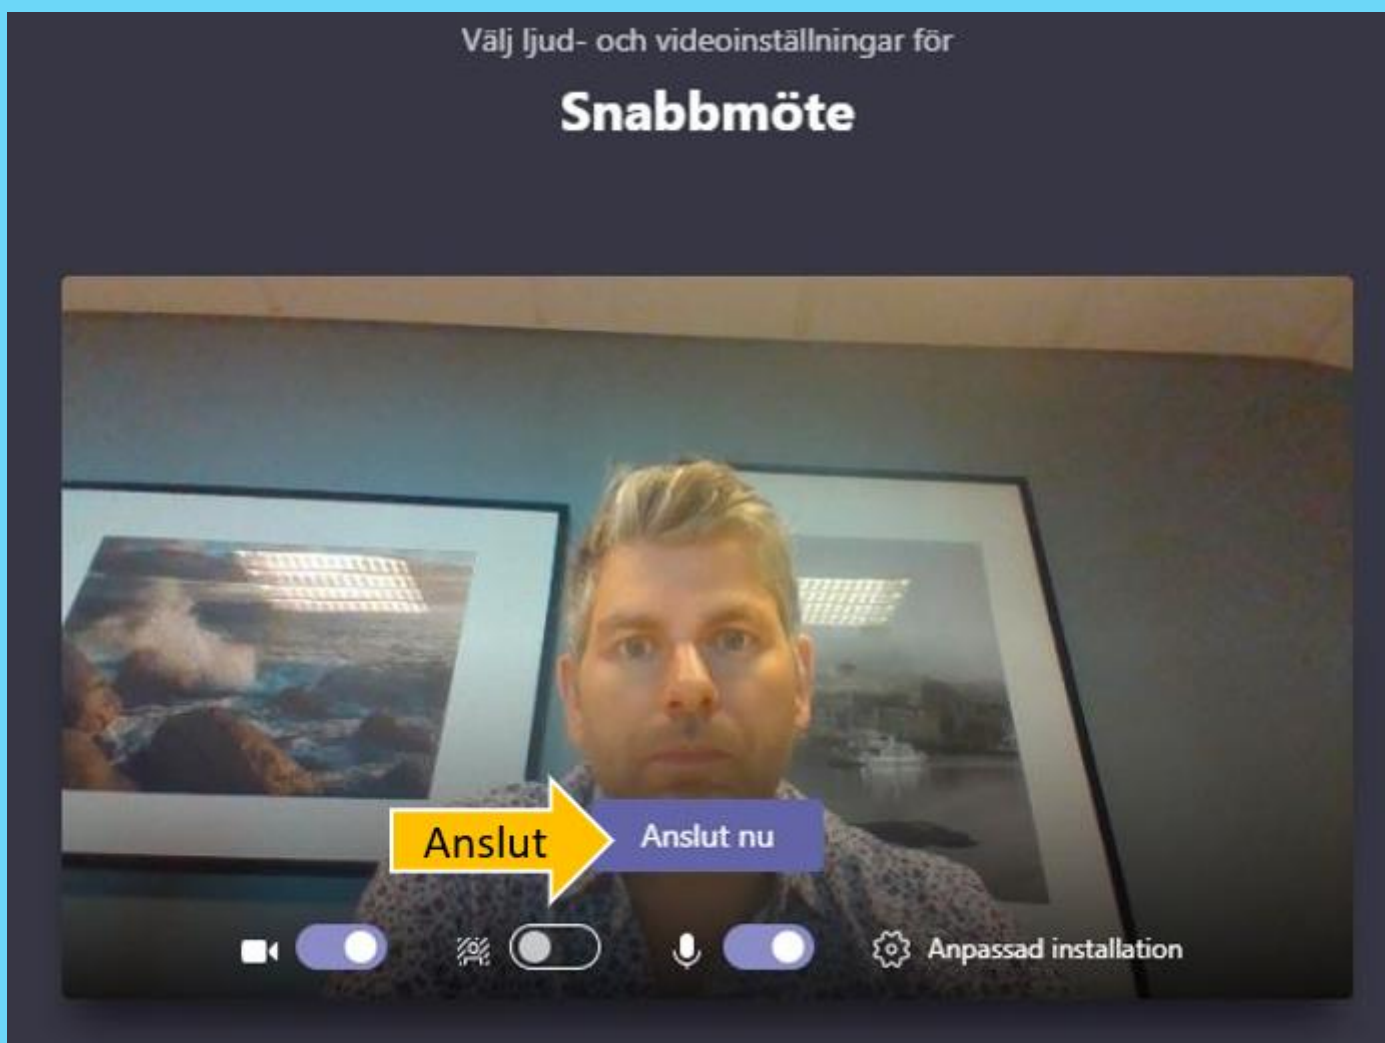 Välj ljud- och videoinställningar för
Snabbmöte
Anslut
Anslut nu
Anpassad installation